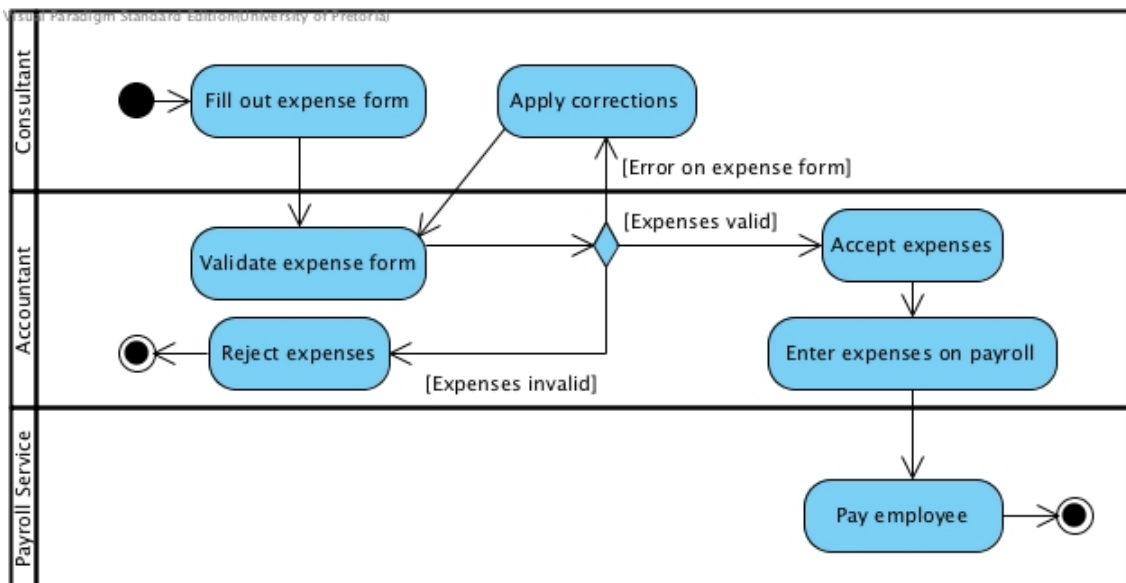 Visual Paradigm Standard Edition(University of Pretoria)
Consultant
Fill out expense form
Apply corrections
[Error on expense form]
Accountant
[Expenses valid]
Accept expenses
Validate expense form
Reject expenses
Enter expenses on payroll
[Expenses invalid]
Payroll Service
Pay employee